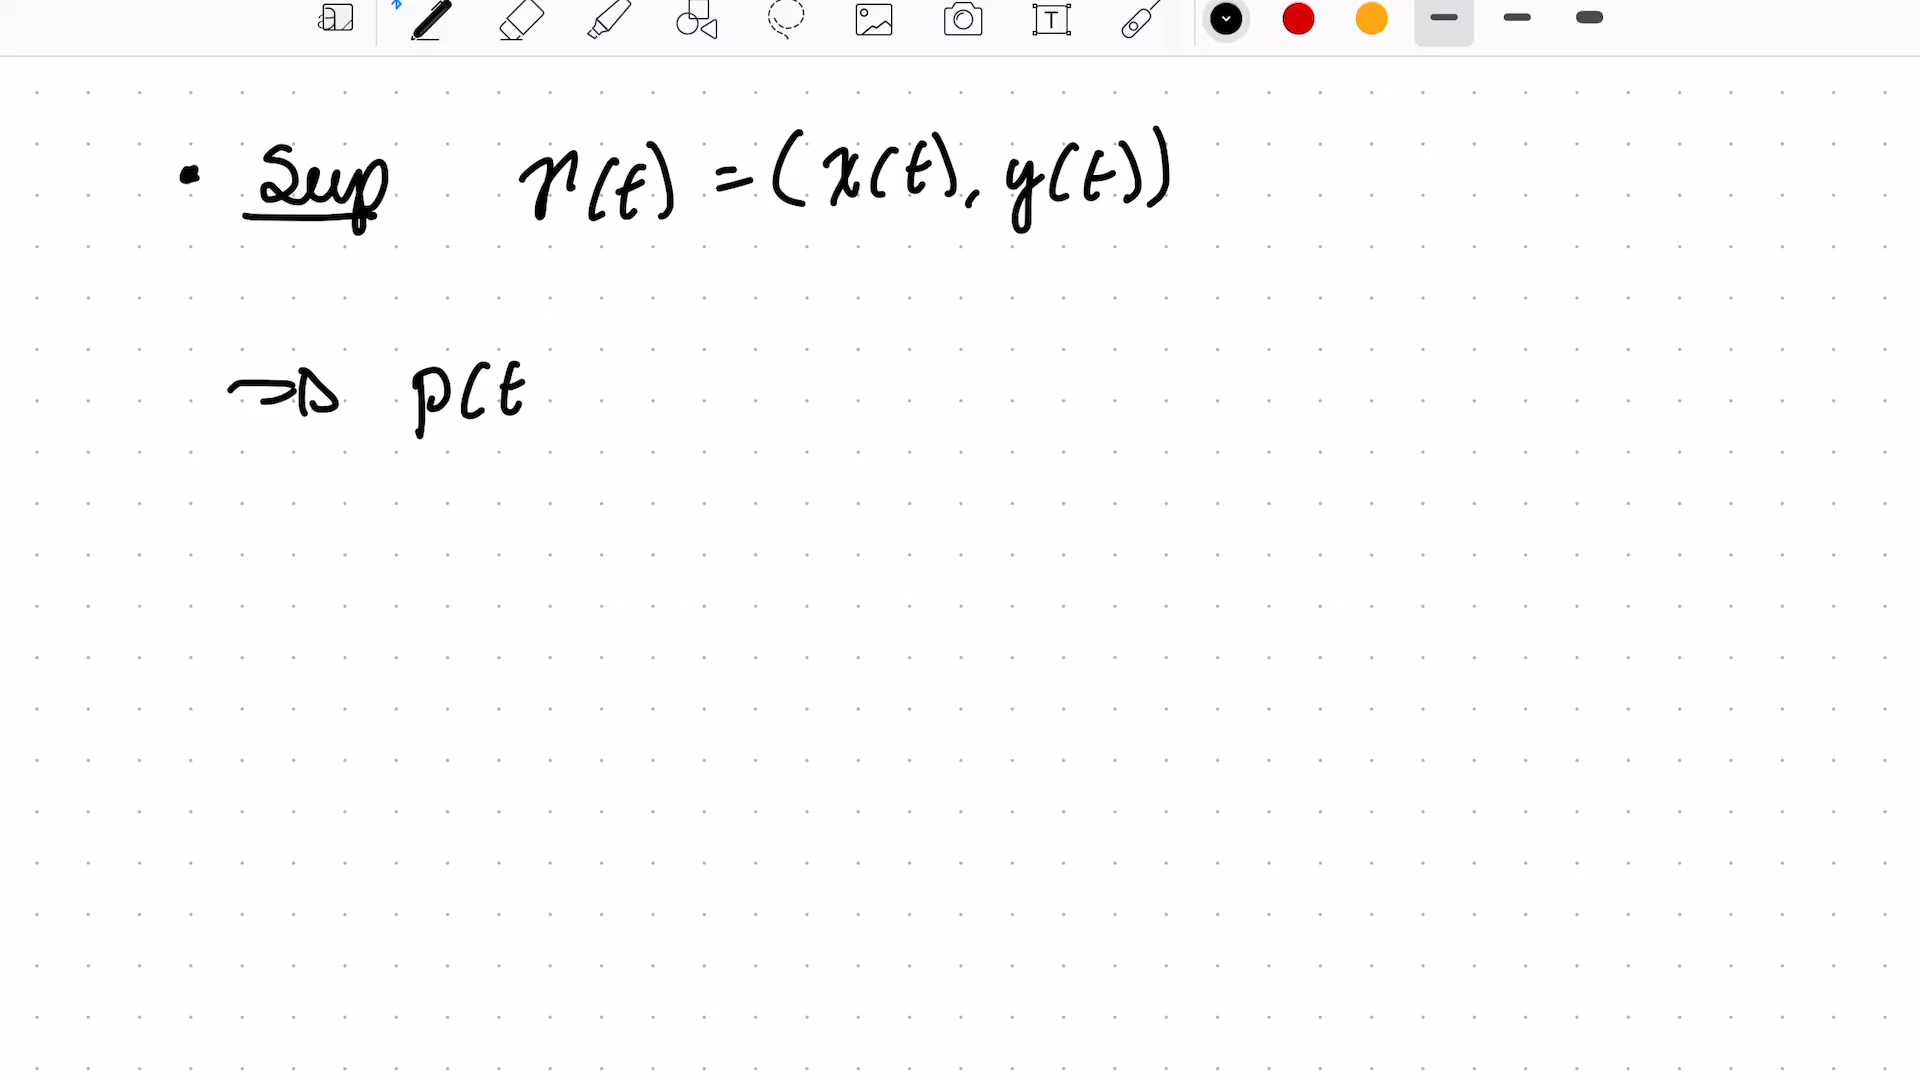 • Sup r(t) = (x(t), y(t))
⇒ p(t